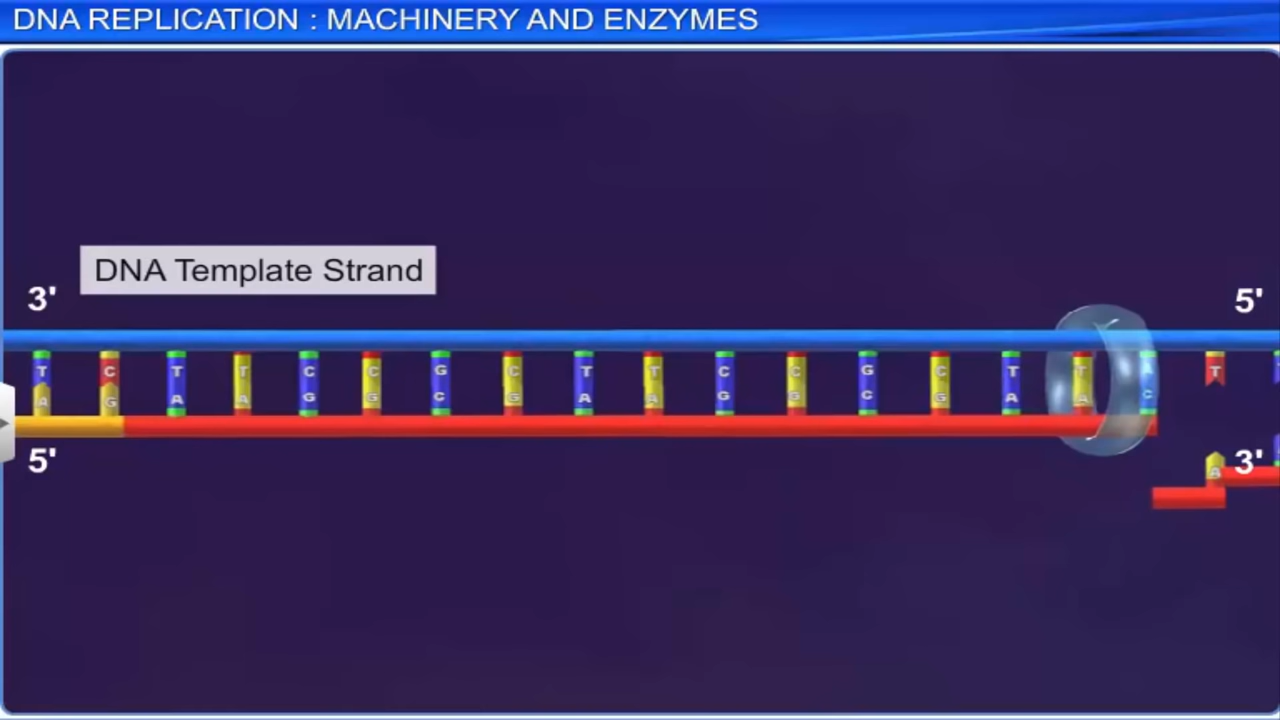 DNA REPLICATION : MACHINERY AND ENZYMES
DNA Template Strand
3' 5'
T C T T C C G C T T C C G C T T A T
A G A A G G C G A A G G C G A A C A
5' 3'